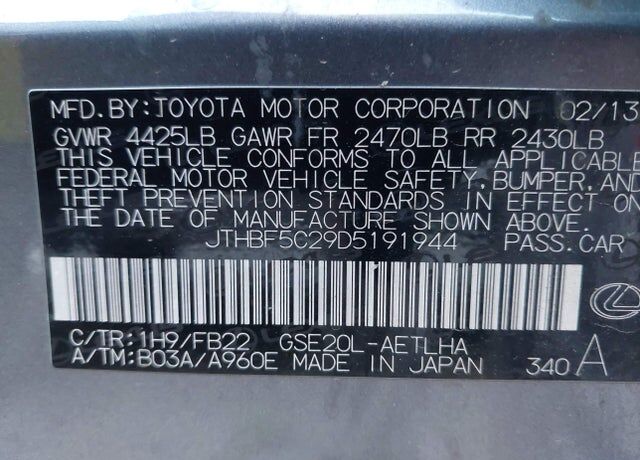 MFD.BY:TOYOTA MOTOR CORPORATION 02/13
GVWR 4425LB GAWR FR 2470LB RR 2430LB
THIS VEHICLE CONFORMS TO ALL APPLICABLE
FEDERAL MOTOR VEHICLE SAFETY,BUMPER,AND
THEFT PREVENTION STANDARDS IN EFFECT ON
THE DATE OF MANUFACTURE SHOWN ABOVE.
JTHBF5C29D5191944 PASS.CAR
C/TR:1H9/FB22 GSE20L-AETLHA
A/TM:B03A/A960E MADE IN JAPAN 340 A